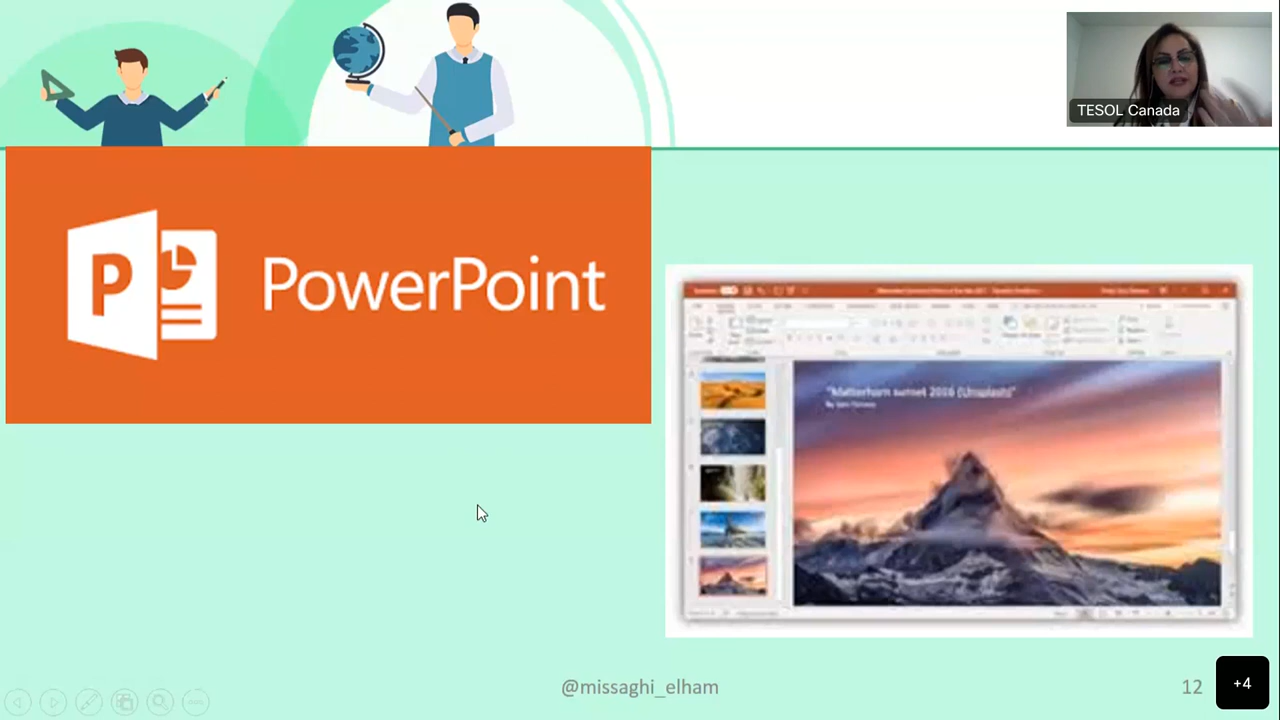 TESOL Canada
P
PowerPoint
"Matterhorn sunset 2016 (Unsplash)"
@missaghi_elham
12
+4